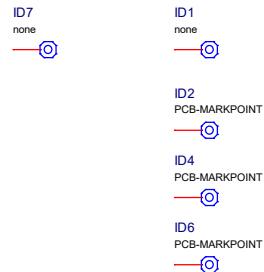 ID7
none
ID1
none
ID2
PCB-MARKPOINT
ID4
PCB-MARKPOINT
ID6
PCB-MARKPOINT